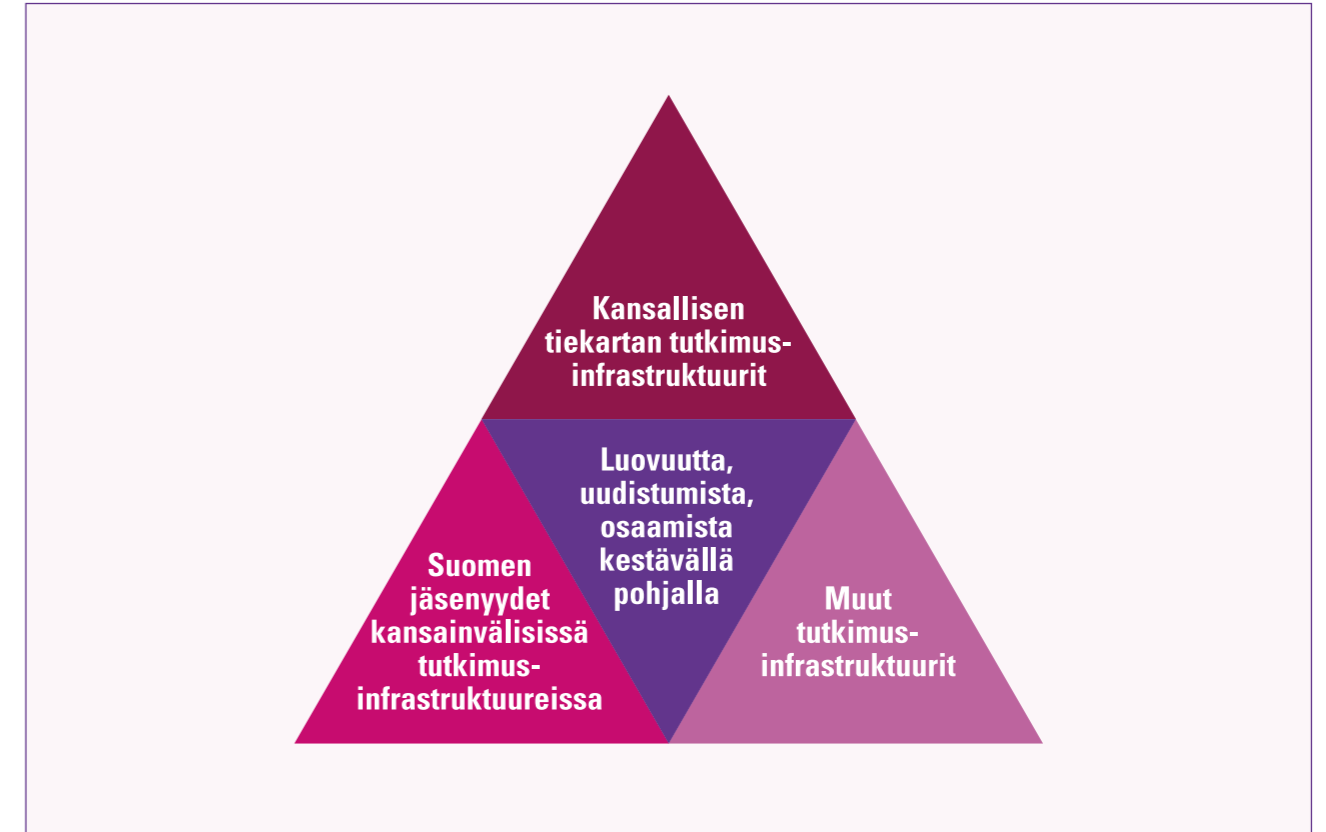 Kansallisen
tiekartan tutkimus-
infrastruktuurit
Luovuutta,
uudistumista,
osaamista
kestävällä
pohjalla
Suomen
jäsenyydet
kansainvälisissä
tutkimus-
infrastruktuureissa
Muut
tutkimus-
infrastruktuurit